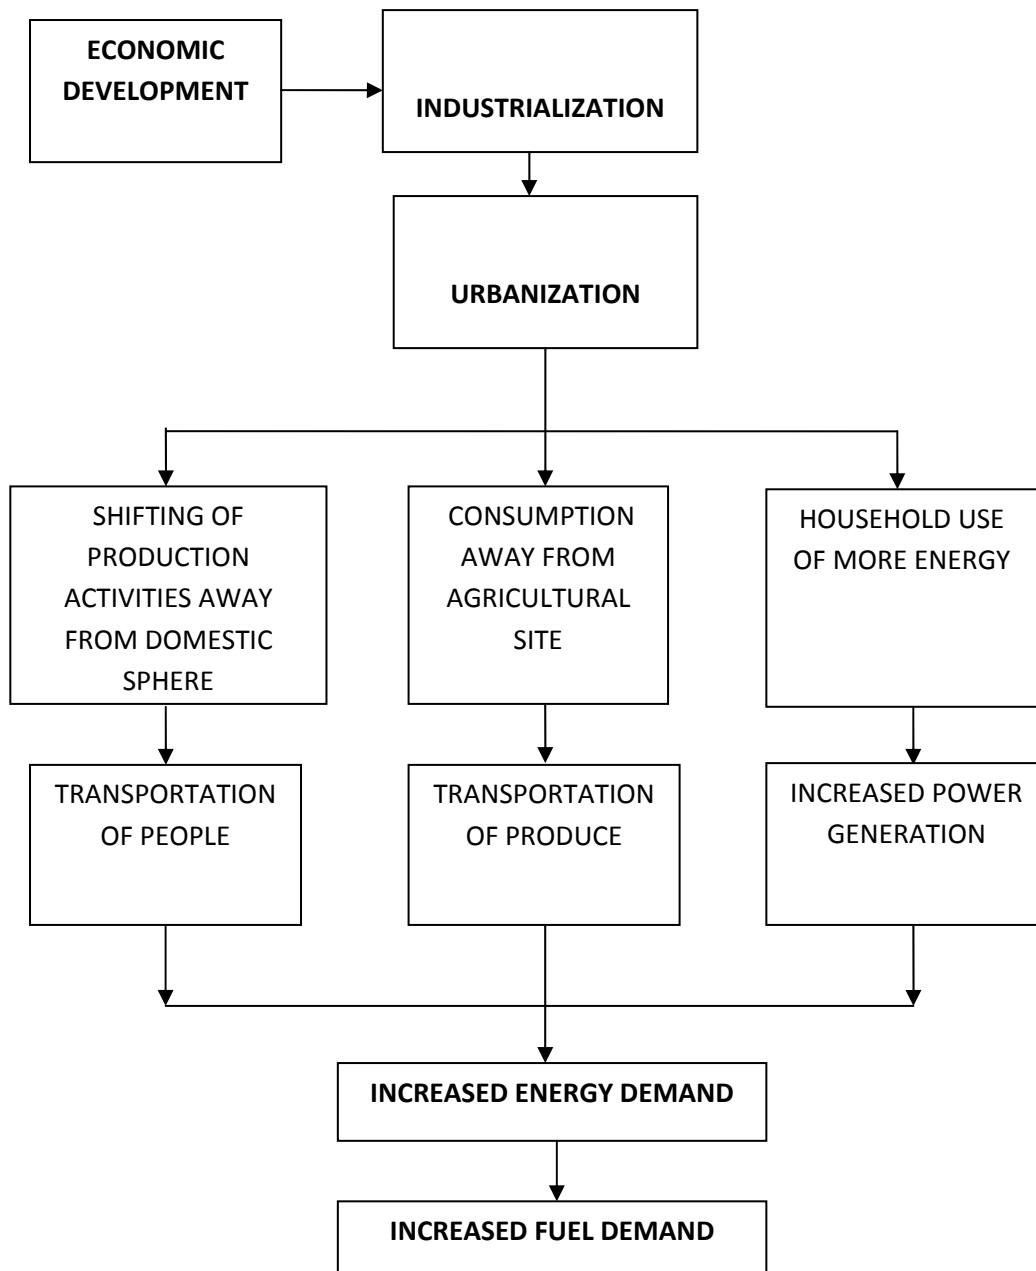 ECONOMIC
DEVELOPMENT
INDUSTRIALIZATION
URBANIZATION
SHIFTING OF
PRODUCTION
ACTIVITIES AWAY
FROM DOMESTIC
SPHERE
CONSUMPTION
AWAY FROM
AGRICULTURAL
SITE
HOUSEHOLD USE
OF MORE ENERGY
TRANSPORTATION
OF PEOPLE
TRANSPORTATION
OF PRODUCE
INCREASED POWER
GENERATION
INCREASED ENERGY DEMAND
INCREASED FUEL DEMAND